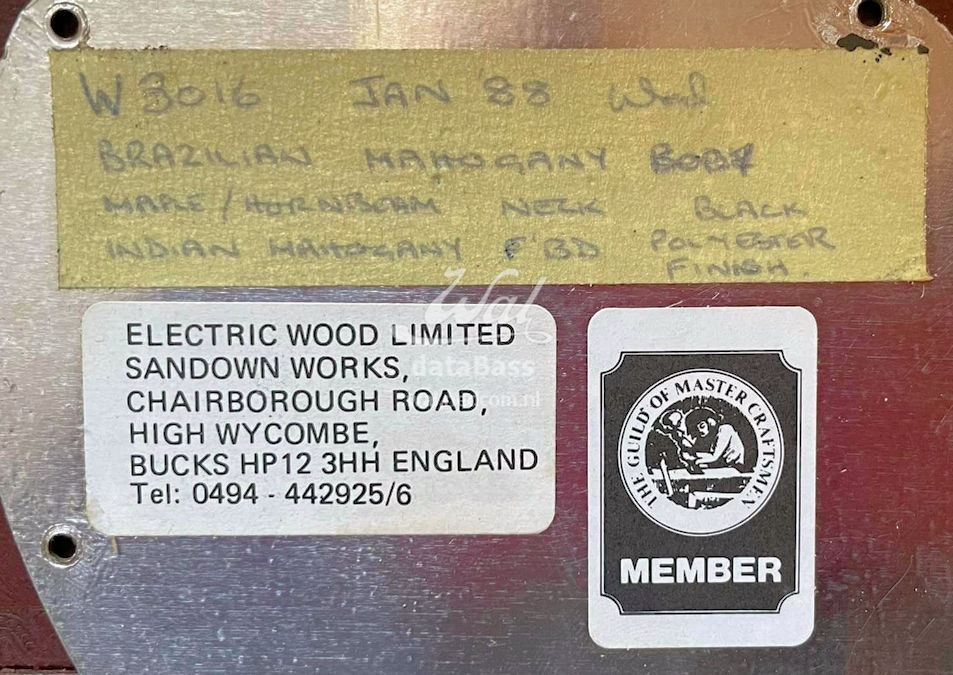 W3016 JAN '88 Wood
BRAZILIAN MAHOGANY BODY
MAPLE/HORNBEAM NECK BLACK
INDIAN MAHOGANY F'BD POLYESTER
FINISH.
Wal
dataBass
ELECTRIC WOOD LIMITED
SANDOWN WORKS,
CHAIRBOROUGH ROAD,
HIGH WYCOMBE,
BUCKS HP12 3HH ENGLAND
Tel: 0494 - 442925/6
THE GUILD OF MASTER CRAFTSMEN
MEMBER